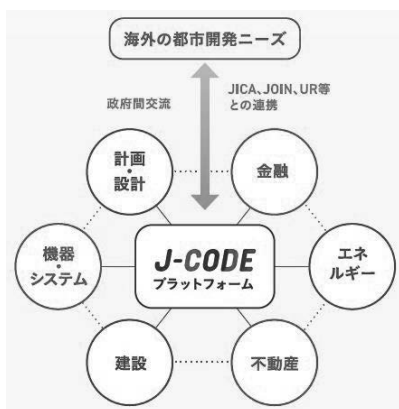 海外の都市開発ニーズ
政府間交流
JICA、JOIN、UR等
との連携
計画・
設計
金融
機器・
システム
J-CODE
プラットフォーム
エネ
ルギー
建設
不動産